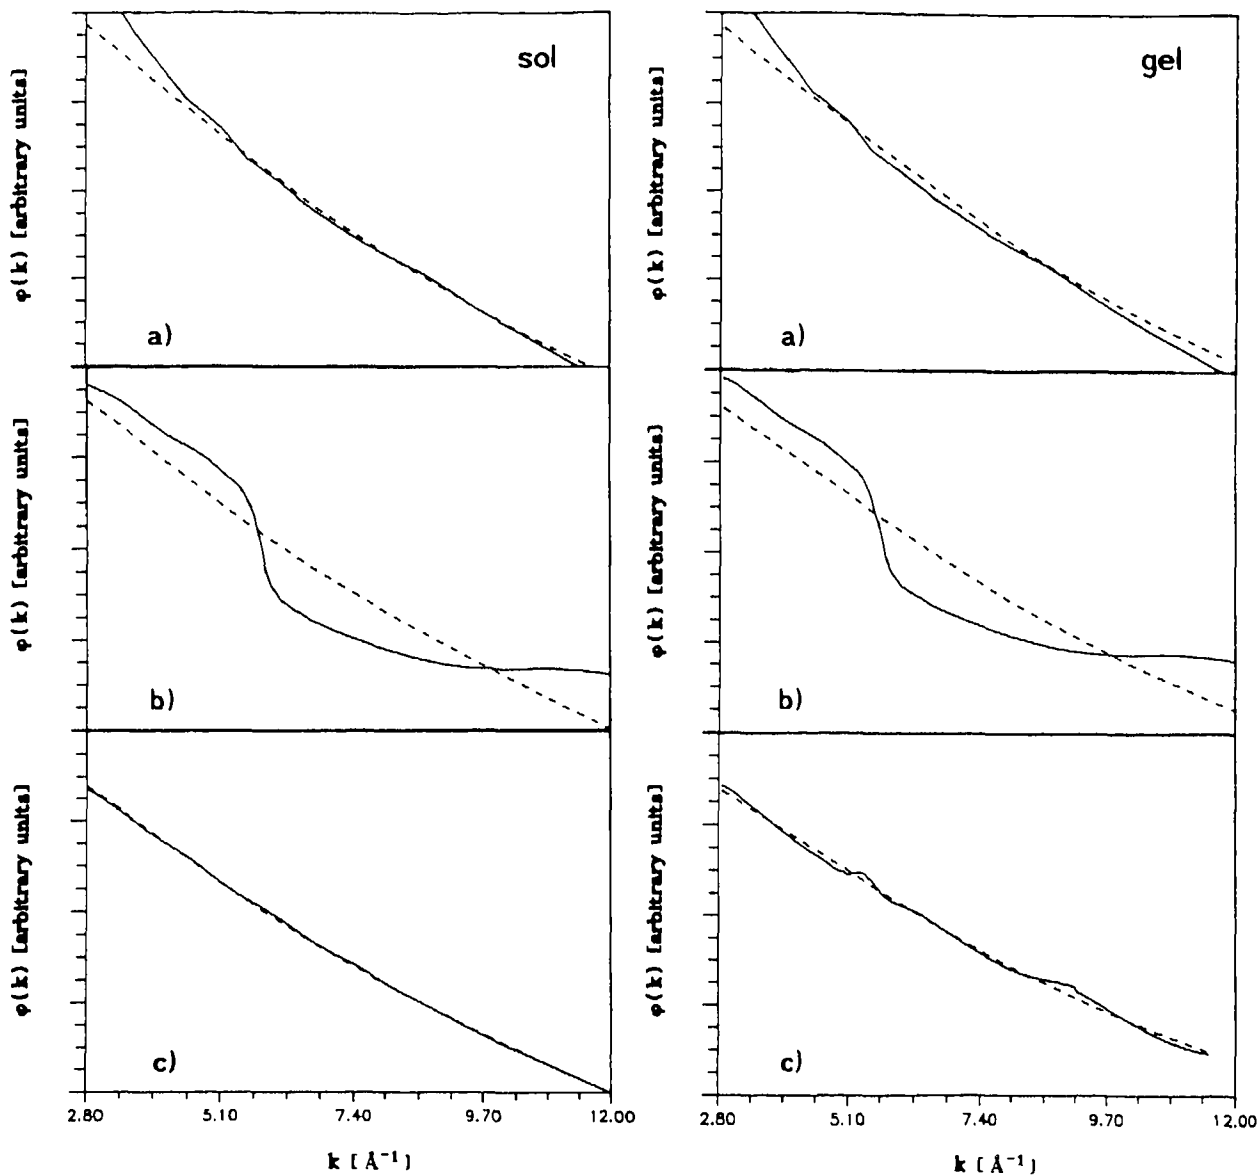 sol
φ(k) [arbitrary units]
a)
φ(k) [arbitrary units]
b)
φ(k) [arbitrary units]
c)
2.80 5.10 7.40 9.70 12.00
k [Å⁻¹]
gel
φ(k) [arbitrary units]
a)
φ(k) [arbitrary units]
b)
φ(k) [arbitrary units]
c)
2.80 5.10 7.40 9.70 12.00
k [Å⁻¹]